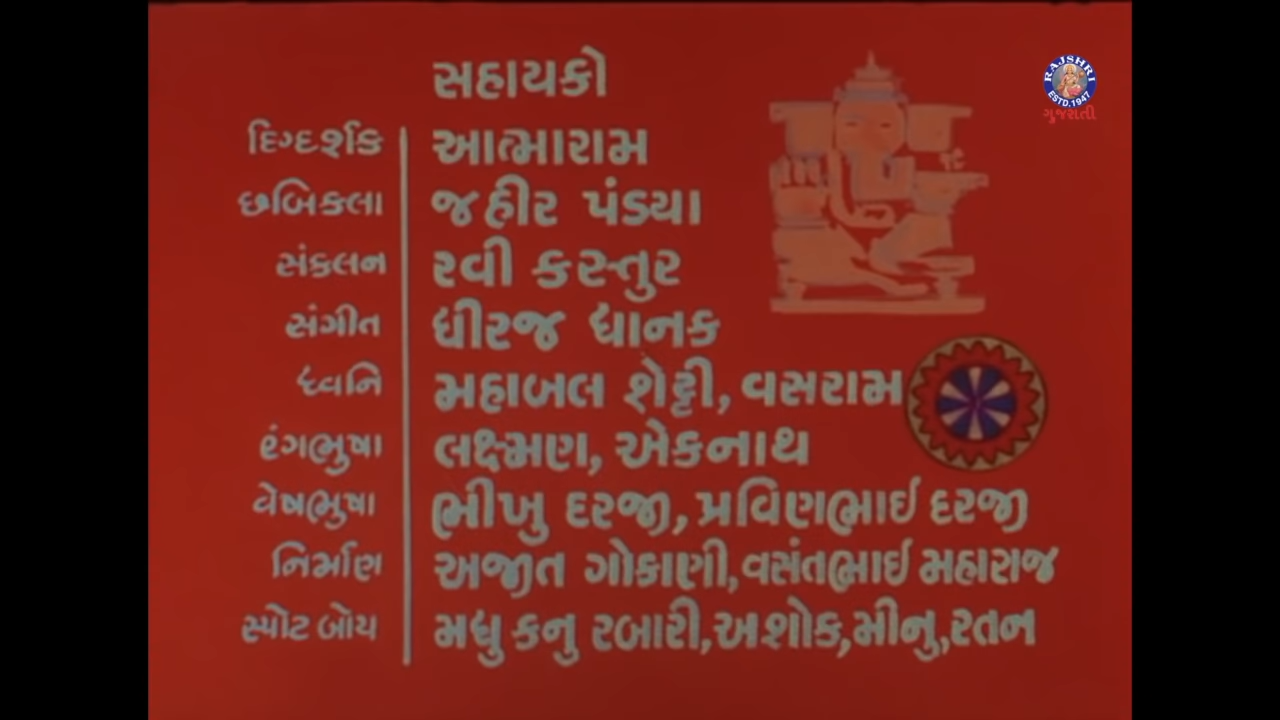 સહાયકો
દિગ્દર્શક આત્મારામ
છબિકલા જહીર પંડ્યા
સંકલન રવી કસ્તુર
સંગીત ધીરજ ધાનક
ધ્વનિ મહાબલ શેટ્ટી, વસરામ
રંગભુષા લક્ષ્મણ, એકનાથ
વેષભુષા ભીખુ દરજી, પ્રવિણભાઈ દરજી
નિર્માણ અજીત ગોકાણી, વસંતભાઈ મહારાજ
સ્પોટ બોય મધુ કનુ રબારી, અશોક, મીનુ, રતન
RAJSHRI
ESTD. 1947
ગુજરાતી